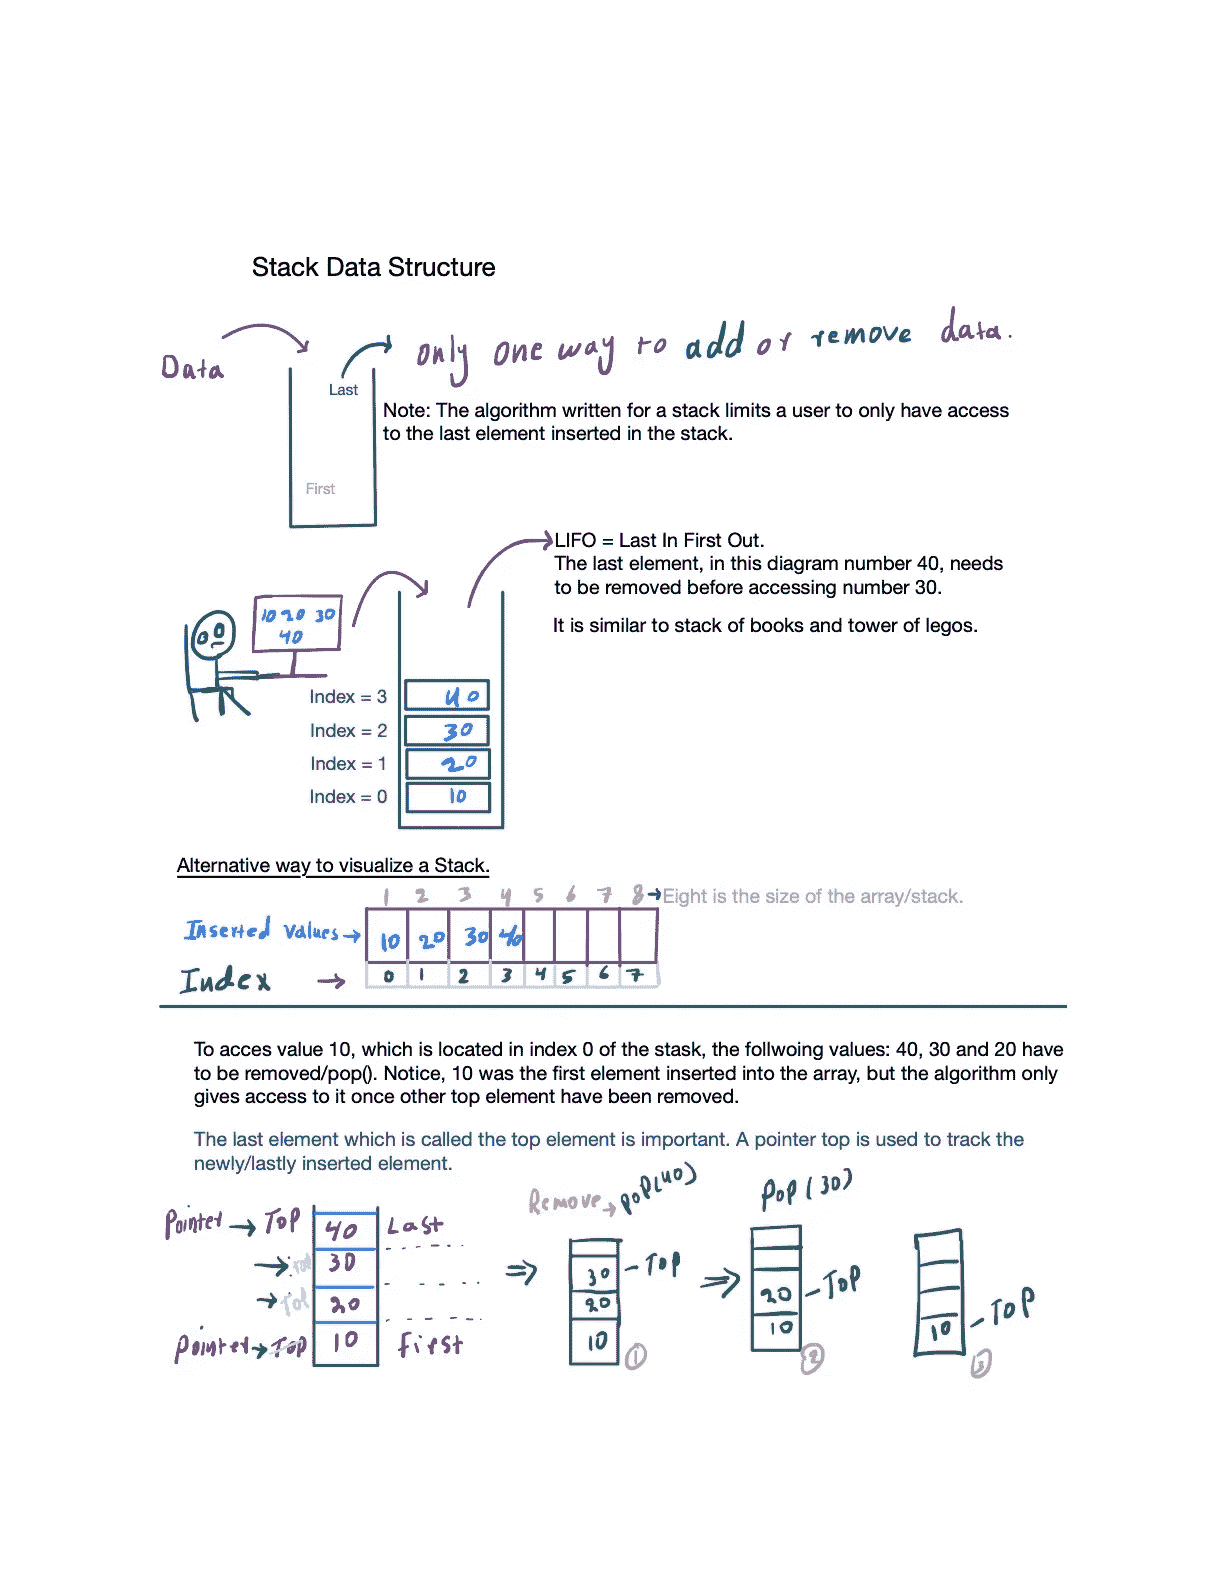 Stack Data Structure
Data
only one way to add or remove data.
Last
Note: The algorithm written for a stack limits a user to only have access
to the last element inserted in the stack.
First
LIFO = Last In First Out.
The last element, in this diagram number 40, needs
to be removed before accessing number 30.
It is similar to stack of books and tower of legos.
10 20 30
40
Index = 3 40
Index = 2 30
Index = 1 20
Index = 0 10
Alternative way to visualize a Stack.
1 2 3 4 5 6 7 8 Eight is the size of the array/stack.
Inserted Values 10 20 30 40
Index 0 1 2 3 4 5 6 7
To acces value 10, which is located in index 0 of the stask, the follwoing values: 40, 30 and 20 have
to be removed/pop(). Notice, 10 was the first element inserted into the array, but the algorithm only
gives access to it once other top element have been removed.
The last element which is called the top element is important. A pointer top is used to track the
newly/lastly inserted element.
Remove pop(40) Pop(30)
Pointer Top 40 Last
30
20
Pointer Top 10 First
30 - Top
20
10
1
20 - Top
10
2
10 - Top
3